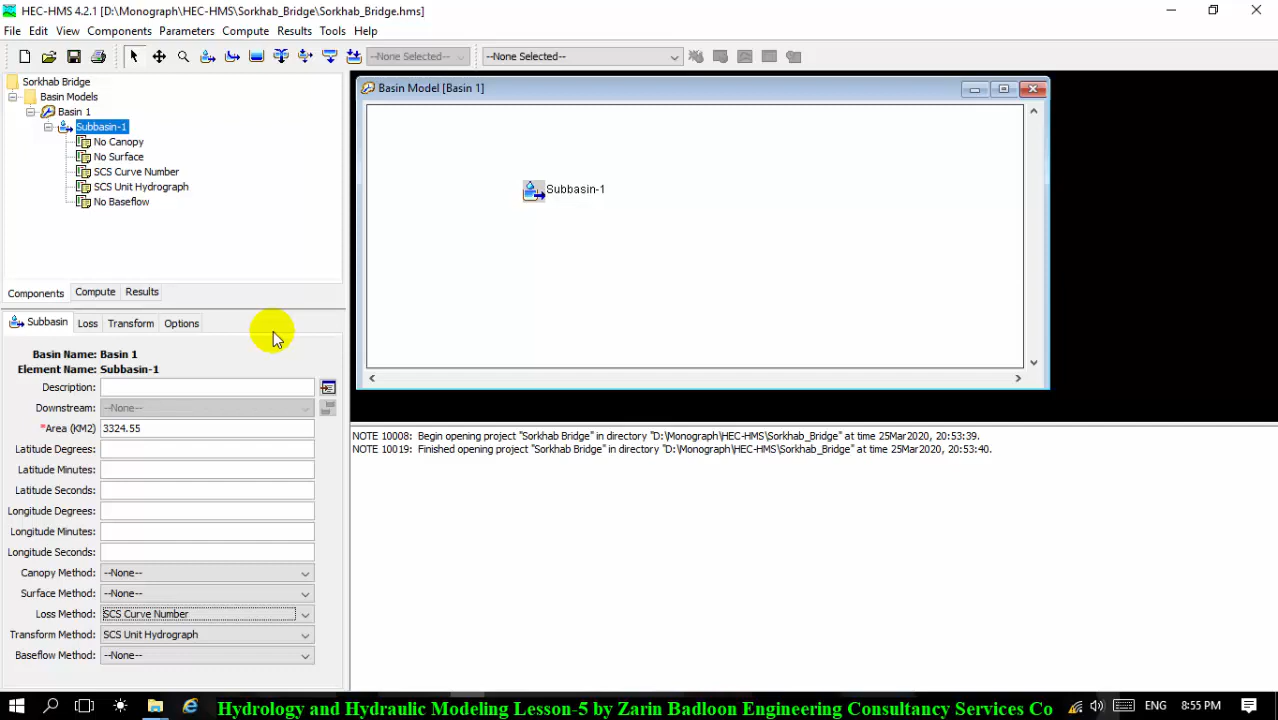 HEC-HMS 4.2.1 [D:\Monograph\HEC-HMS\Sorkhab_Bridge\Sorkhab_Bridge.hms]
File Edit View Components Parameters Compute Results Tools Help
--None Selected-- --None Selected--
Sorkhab Bridge
Basin Models
Basin 1
Subbasin-1
No Canopy
No Surface
SCS Curve Number
SCS Unit Hydrograph
No Baseflow
Components Compute Results
Basin Model [Basin 1]
Subbasin-1
Subbasin Loss Transform Options
Basin Name: Basin 1
Element Name: Subbasin-1
Description:
Downstream: --None--
*Area (KM2) 3324.55
Latitude Degrees:
Latitude Minutes:
Latitude Seconds:
Longitude Degrees:
Longitude Minutes:
Longitude Seconds:
Canopy Method: --None--
Surface Method: --None--
Loss Method: SCS Curve Number
Transform Method: SCS Unit Hydrograph
Baseflow Method: --None--
NOTE 10008: Begin opening project "Sorkhab Bridge" in directory "D:\Monograph\HEC-HMS\Sorkhab_Bridge" at time 25Mar2020, 20:53:39.
NOTE 10019: Finished opening project "Sorkhab Bridge" in directory "D:\Monograph\HEC-HMS\Sorkhab_Bridge" at time 25Mar2020, 20:53:40.
Hydrology and Hydraulic Modeling Lesson-5 by Zarin Badloon Engineering Consultancy Services Co
ENG 8:55 PM